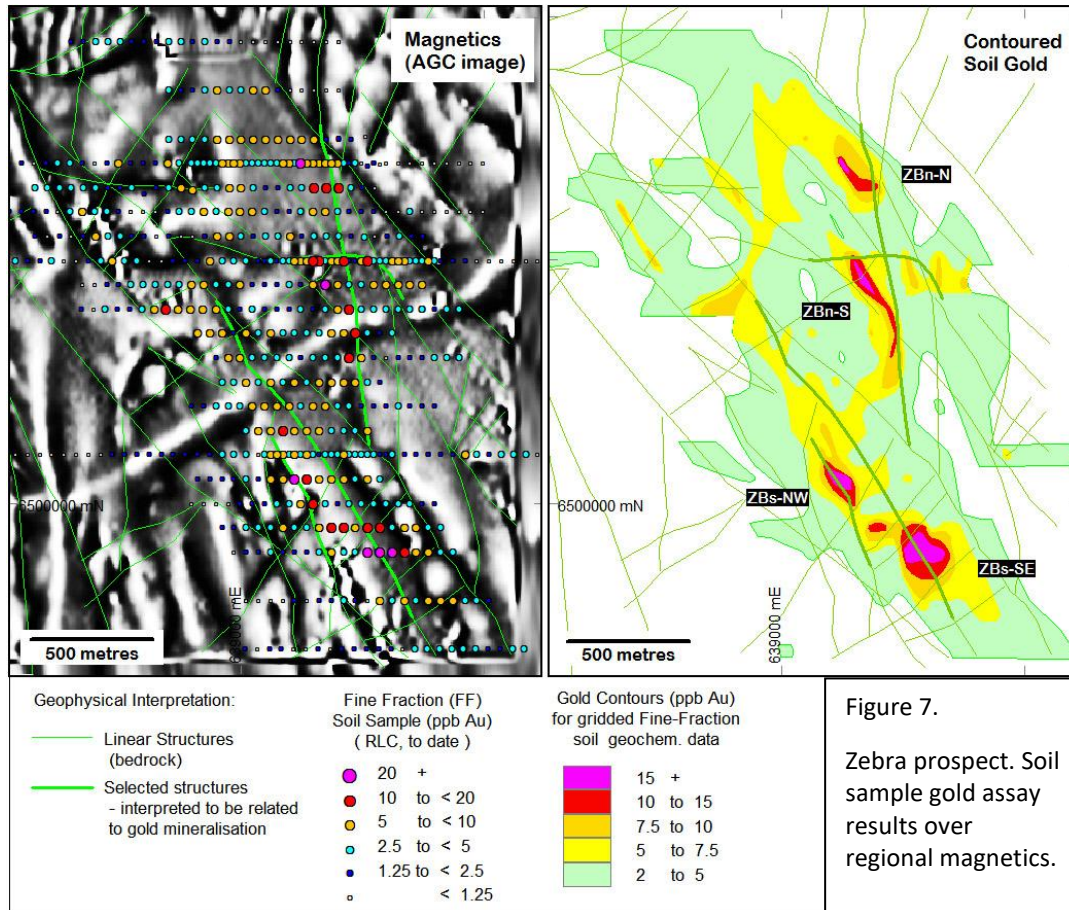 Magnetics
(AGC image)
6500000 mN
639000 mE
500 metres
Contoured
Soil Gold
ZBn-N
ZBn-S
ZBs-NW
6500000 mN
ZBs-SE
639000 mE
500 metres
Geophysical Interpretation:
Linear Structures
(bedrock)
Selected structures
- interpreted to be related
to gold mineralisation
Fine Fraction (FF)
Soil Sample (ppb Au)
( RLC, to date )
20 +
10 to < 20
5 to < 10
2.5 to < 5
1.25 to < 2.5
< 1.25
Gold Contours (ppb Au)
for gridded Fine-Fraction
soil geochem. data
15 +
10 to 15
7.5 to 10
5 to 7.5
2 to 5
Figure 7.
Zebra prospect. Soil
sample gold assay
results over
regional magnetics.